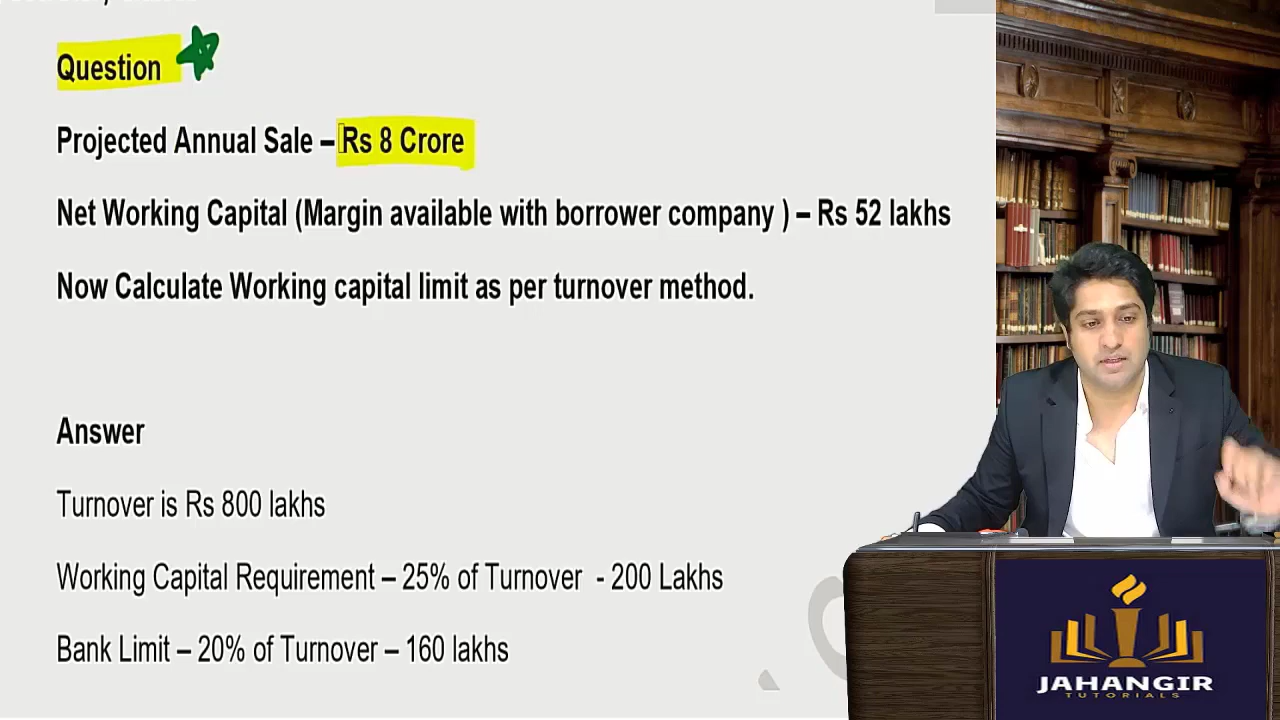 Question
Projected Annual Sale – Rs 8 Crore
Net Working Capital (Margin available with borrower company ) – Rs 52 lakhs
Now Calculate Working capital limit as per turnover method.
Answer
Turnover is Rs 800 lakhs
Working Capital Requirement – 25% of Turnover - 200 Lakhs
Bank Limit – 20% of Turnover – 160 lakhs
JAHANGIR
TUTORIALS